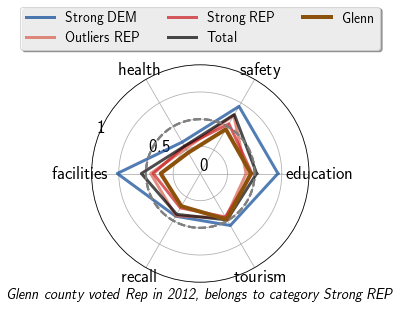 Strong DEM
Strong REP
Glenn
Outliers REP
Total
health
safety
1
0.5
0
facilities
education
recall
tourism
Glenn county voted Rep in 2012, belongs to category Strong REP